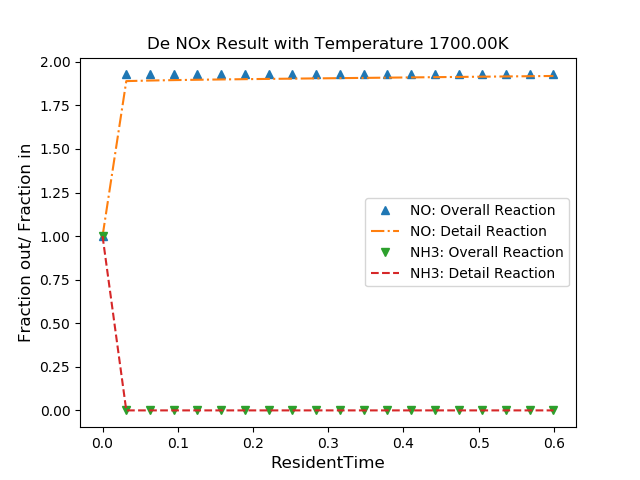 De NOx Result with Temperature 1700.00K
Fraction out/ Fraction in
2.00
1.75
1.50
1.25
1.00
0.75
0.50
0.25
0.00
NO: Overall Reaction
NO: Detail Reaction
NH3: Overall Reaction
NH3: Detail Reaction
0.0 0.1 0.2 0.3 0.4 0.5 0.6
ResidentTime